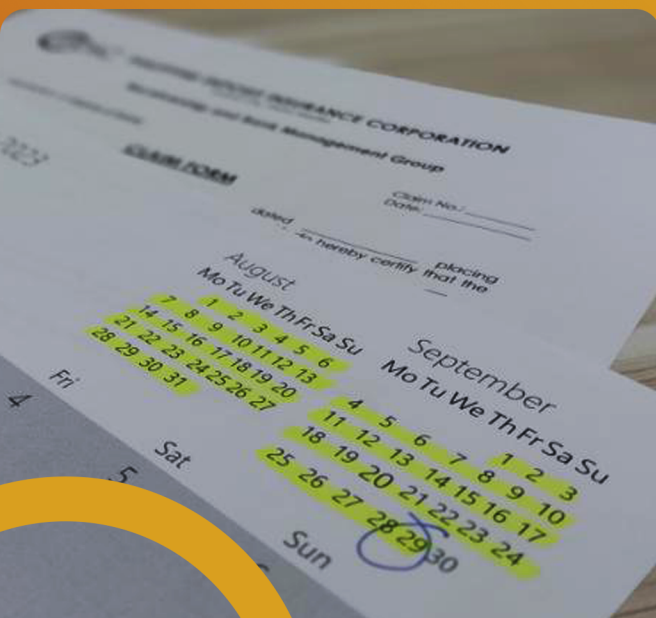 INSURANCE CORPORATION
and Bank Management Group
CLAIM FORM
2023
Claim No.:
Date:
dated placing
hereby certify that the
August
Mo Tu We Th Fr Sa Su
1 2 3 4 5 6
7 8 9 10 11 12 13
14 15 16 17 18 19 20
21 22 23 24 25 26 27
28 29 30 31
September
Mo Tu We Th Fr Sa Su
1 2 3
4 5 6 7 8 9 10
11 12 13 14 15 16 17
18 19 20 21 22 23 24
25 26 27 28 29 30
Fri
Sat
Sun
4
5